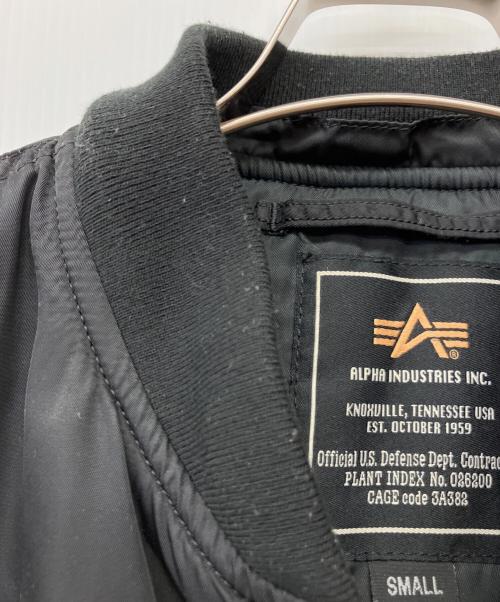 ®
ALPHA INDUSTRIES INC.
KNOXVILLE, TENNESSEE USA
EST. OCTOBER 1959
Official U.S. Defense Dept. Contrac
PLANT INDEX No. 026200
CAGE code 3A382
SMALL